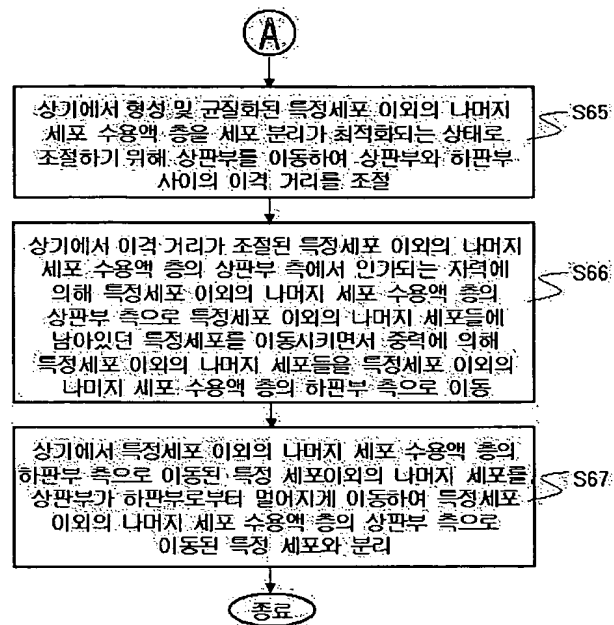 A
상기에서 형성 및 균질화된 특정세포 이외의 나머지
세포 수용액 층을 세포 분리가 최적화되는 상태로
조절하기 위해 상판부를 이동하여 상판부와 하판부
사이의 이격 거리를 조절
S65
상기에서 이격 거리가 조절된 특정세포 이외의 나머지
세포 수용액 층의 상판부 측에서 인가되는 자력에
의해 특정세포 이외의 나머지 세포 수용액 층의
상판부 측으로 특정세포 이외의 나머지 세포들에
남아있던 특정세포를 이동시키면서 중력에 의해
특정세포 이외의 나머지 세포들을 특정세포 이외의
나미지 세포 수용액 층의 하판부 측으로 이동
S66
상기에서 특정세포 이외의 나머지 세포 수용액 층의
하판부 측으로 이동된 특정 세포이외의 나머지 세포를
상판부가 하판부로부터 멀어지게 이동하여 특정세포
이외의 나머지 세포 수용액 층의 상판부 측으로
이동된 특정 세포와 분리
S67
종료